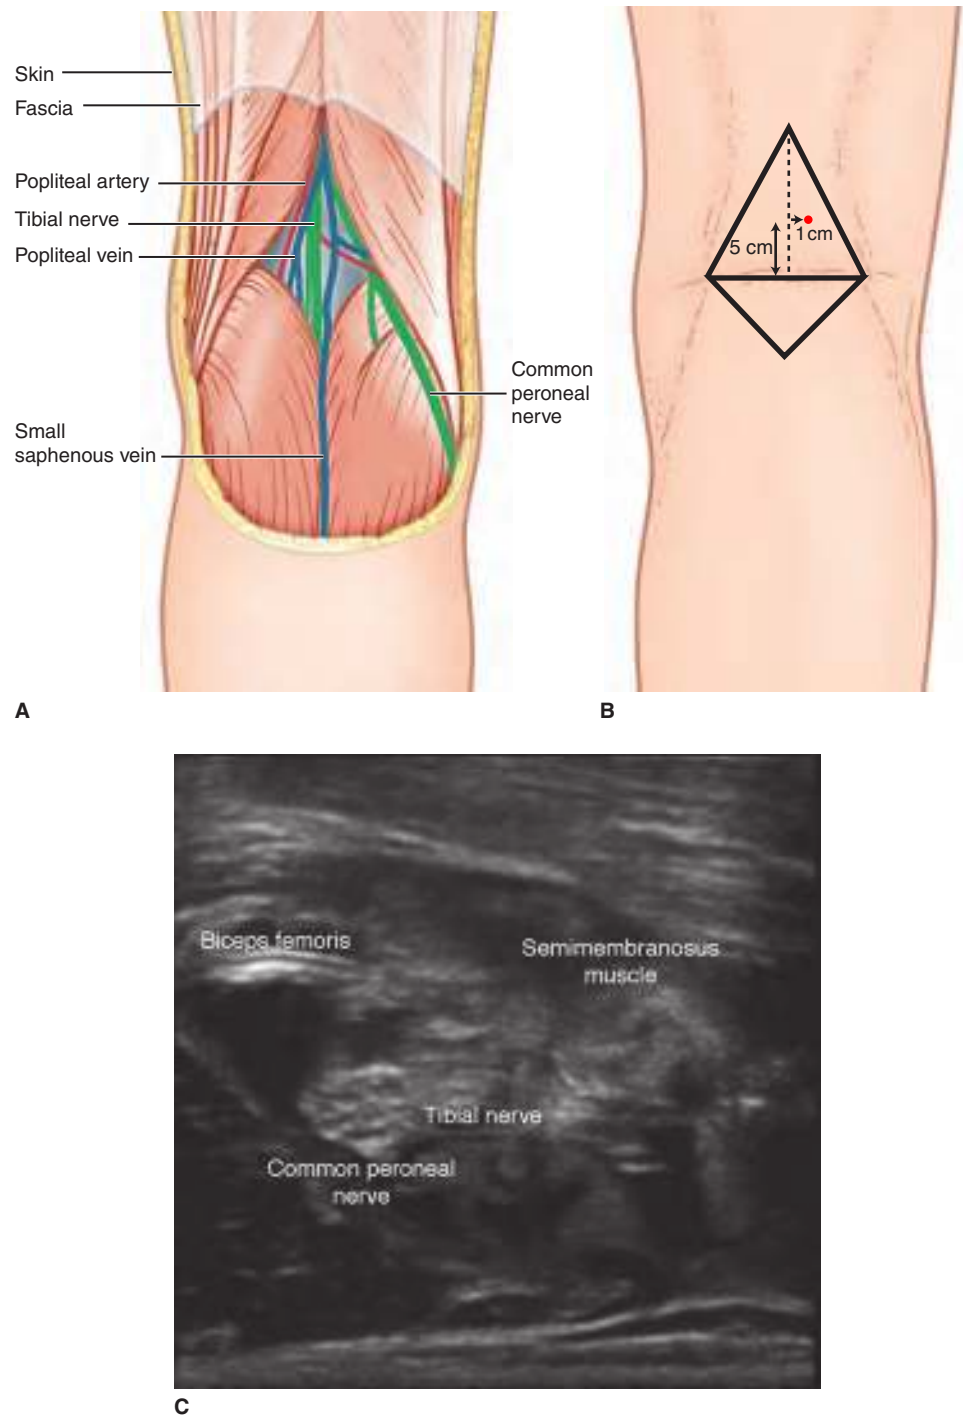 Skin
Fascia
Popliteal artery
Tibial nerve
Popliteal vein
Common
peroneal
nerve
Small
saphenous vein
A
5 cm
1 cm
B
Biceps femoris
Semimembranosus
muscle
Tibial nerve
Common peroneal
nerve
C